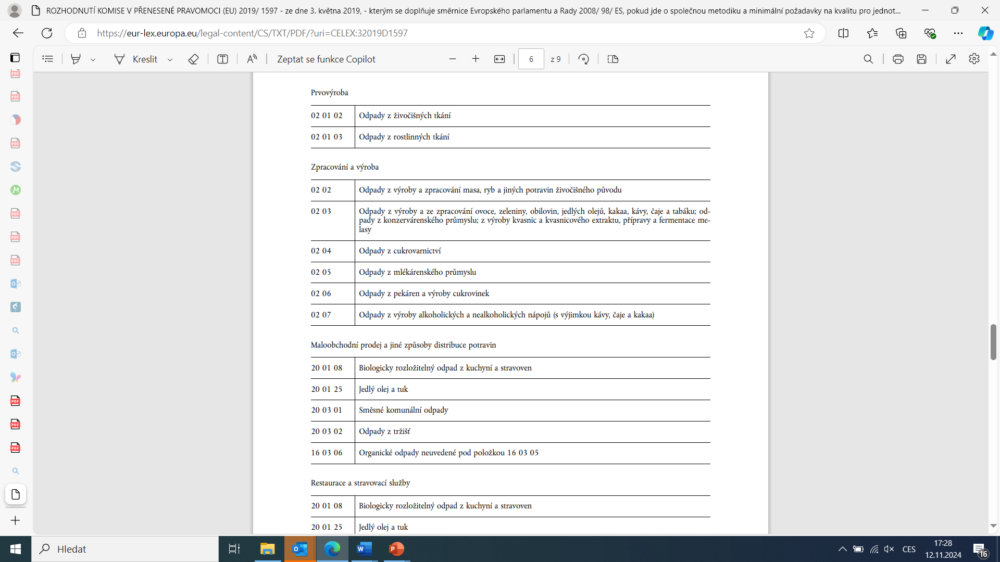 ROZHODNUTÍ KOMISE V PŘENESENÉ PRAVOMOCI (EU) 2019/ 1597 - ze dne 3. května 2019, - kterým se doplňuje směrnice Evropského parlamentu a Rady 2008/ 98/ ES, pokud jde o společnou metodiku a minimální požadavky na kvalitu pro jednot...
https://eur-lex.europa.eu/legal-content/CS/TXT/PDF/?uri=CELEX:32019D1597
Kreslit
Zeptat se funkce Copilot
6 z 9
Prvovýroba
02 01 02 Odpady z živočišných tkání
02 01 03 Odpady z rostlinných tkání
Zpracování a výroba
02 02 Odpady z výroby a zpracování masa, ryb a jiných potravin živočišného původu
02 03 Odpady z výroby a ze zpracování ovoce, zeleniny, obilovin, jedlých olejů, kakaa, kávy, čaje a tabáku; od-
pady z konzervárenského průmyslu; z výroby kvasnic a kvasnicového extraktu, přípravy a fermentace me-
lasy
02 04 Odpady z cukrovarnictví
02 05 Odpady z mlékárenského průmyslu
02 06 Odpady z pekáren a výroby cukrovinek
02 07 Odpady z výroby alkoholických a nealkoholických nápojů (s výjimkou kávy, čaje a kakaa)
Maloobchodní prodej a jiné způsoby distribuce potravin
20 01 08 Biologicky rozložitelný odpad z kuchyní a stravoven
20 01 25 Jedlý olej a tuk
20 03 01 Směsné komunální odpady
20 03 02 Odpady z tržišť
16 03 06 Organické odpady neuvedené pod položkou 16 03 05
Restaurace a stravovací služby
20 01 08 Biologicky rozložitelný odpad z kuchyní a stravoven
20 01 25 Jedlý olej a tuk
Hledat
CES
17:28
12.11.2024
16